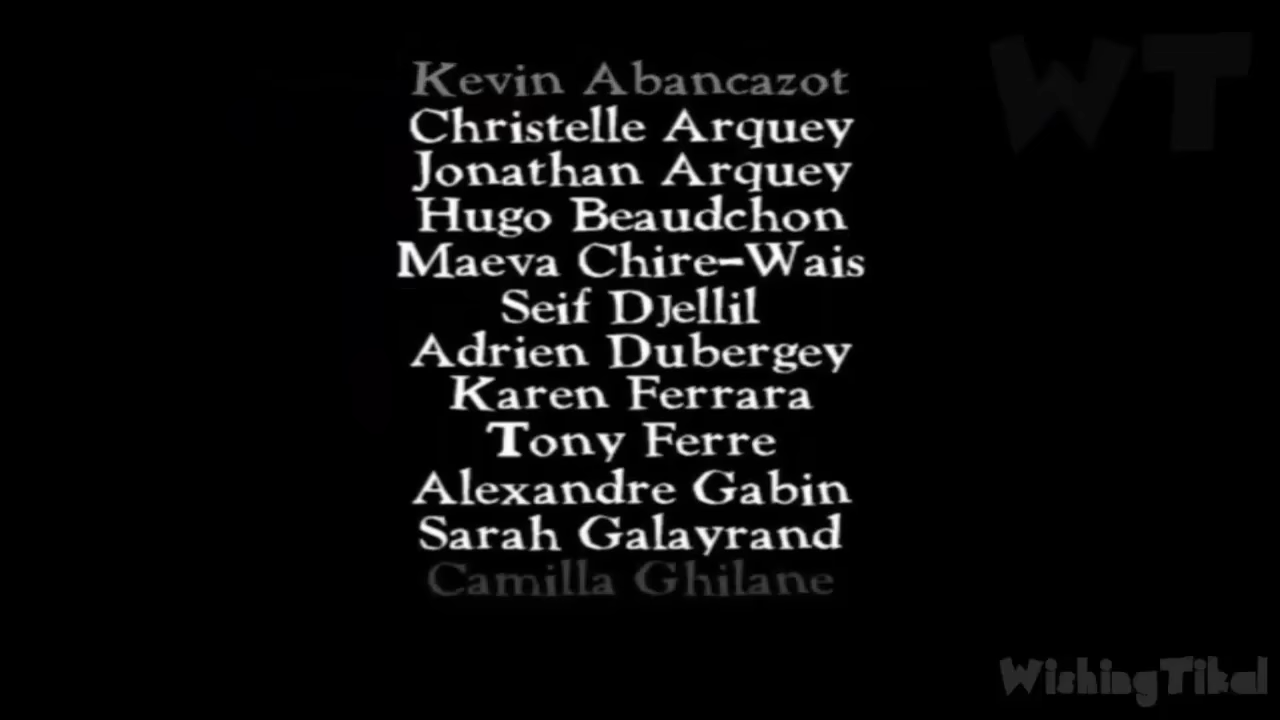 WT
Kevin Abancazot
Christelle Arquey
Jonathan Arquey
Hugo Beaudchon
Maeva Chire-Wais
Seif Djellil
Adrien Dubergey
Karen Ferrara
Tony Ferre
Alexandre Gabin
Sarah Galayrand
Camilla Ghilane
WishingTikal